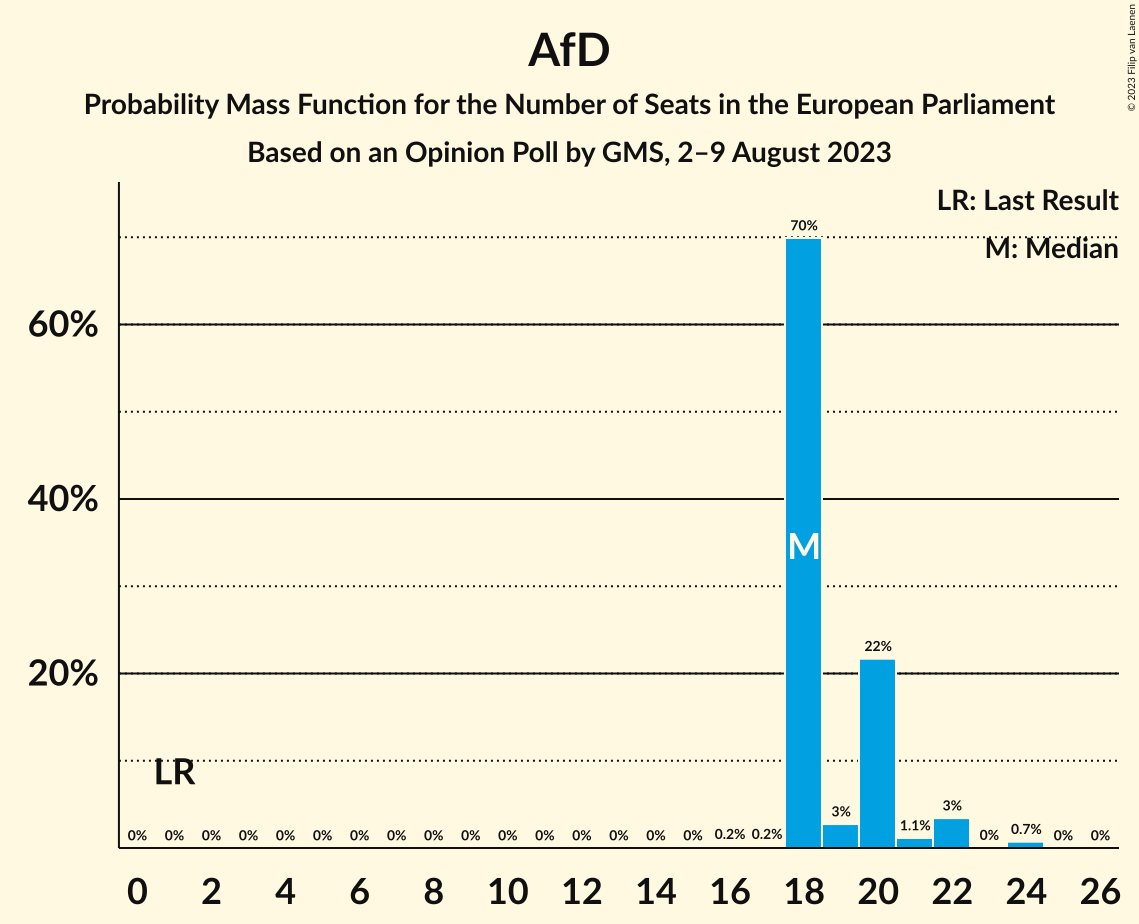 AfD
Probability Mass Function for the Number of Seats in the European Parliament
Based on an Opinion Poll by GMS, 2–9 August 2023
© 2023 Filip van Laenen
LR: Last Result
M: Median
60%
40%
20%
LR
M
0% 0% 0% 0% 0% 0% 0% 0% 0% 0% 0% 0% 0% 0% 0% 0% 0.2% 0.2% 70% 3% 22% 1.1% 3% 0% 0.7% 0% 0%
0 2 4 6 8 10 12 14 16 18 20 22 24 26